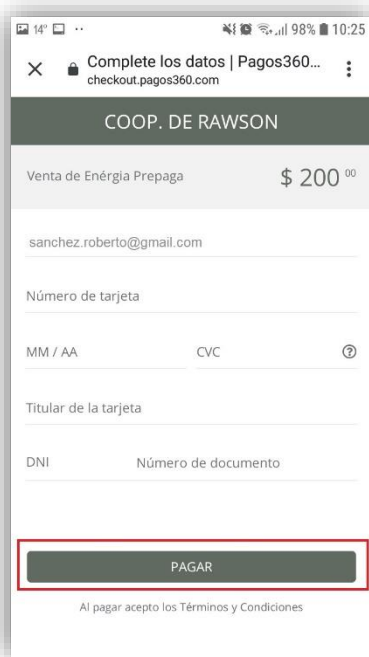 14° ·· 98% 10:25
Complete los datos | Pagos360...
checkout.pagos360.com
COOP. DE RAWSON
Venta de Enérgia Prepaga $ 200 00
sanchez.roberto@gmail.com
Número de tarjeta
MM / AA CVC
Titular de la tarjeta
DNI Número de documento
PAGAR
Al pagar acepto los Términos y Condiciones